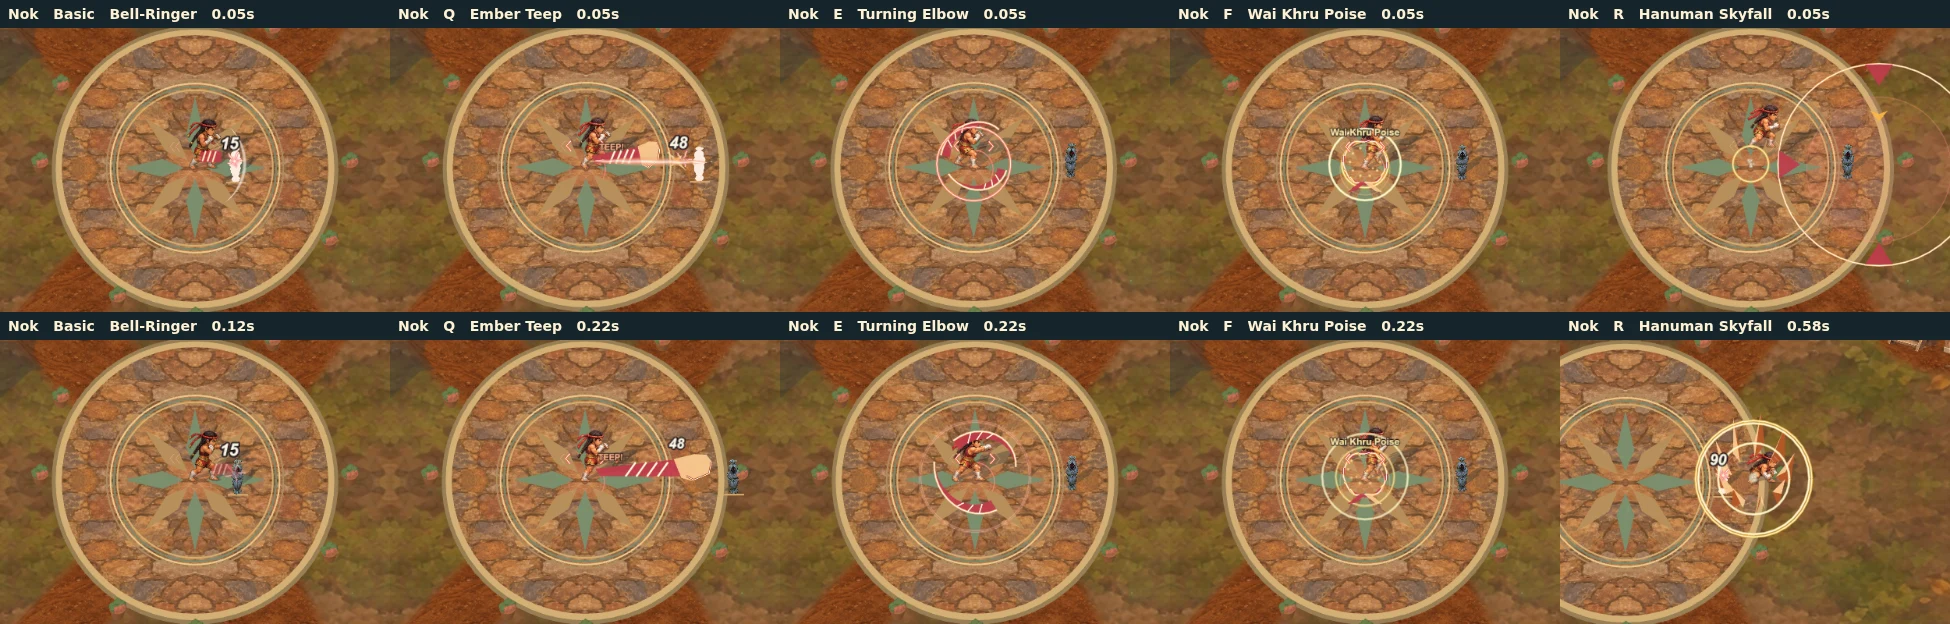 Nok Basic Bell-Ringer 0.05s
Nok Q Ember Teep 0.05s
Nok E Turning Elbow 0.05s
Nok F Wai Khru Poise 0.05s
Nok R Hanuman Skyfall 0.05s
15
TEEP!
48
Wai Khru Poise
Nok Basic Bell-Ringer 0.12s
Nok Q Ember Teep 0.22s
Nok E Turning Elbow 0.22s
Nok F Wai Khru Poise 0.22s
Nok R Hanuman Skyfall 0.58s
15
TEEP!
48
Wai Khru Poise
90